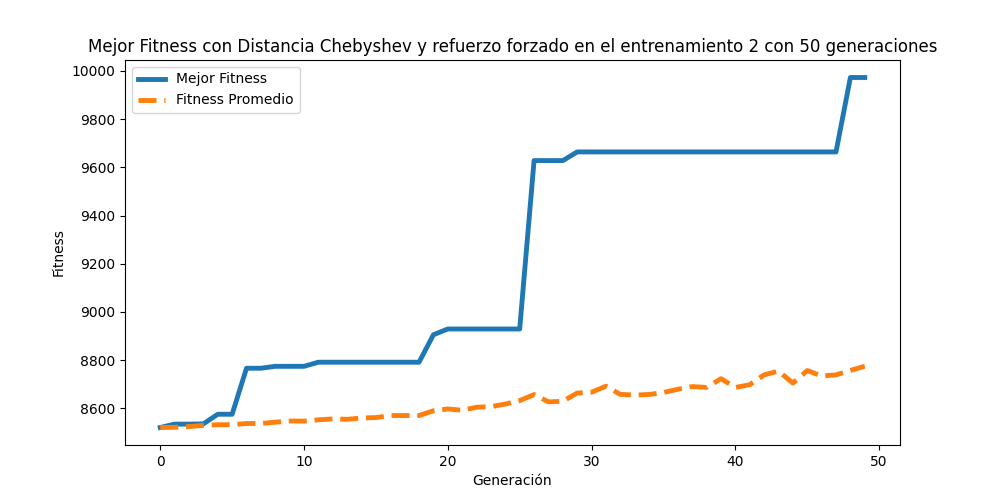 Mejor Fitness con Distancia Chebyshev y refuerzo forzado en el entrenamiento 2 con 50 generaciones
Mejor Fitness
Fitness Promedio
10000
9800
9600
9400
9200
9000
8800
8600
Fitness
0 10 20 30 40 50
Generación